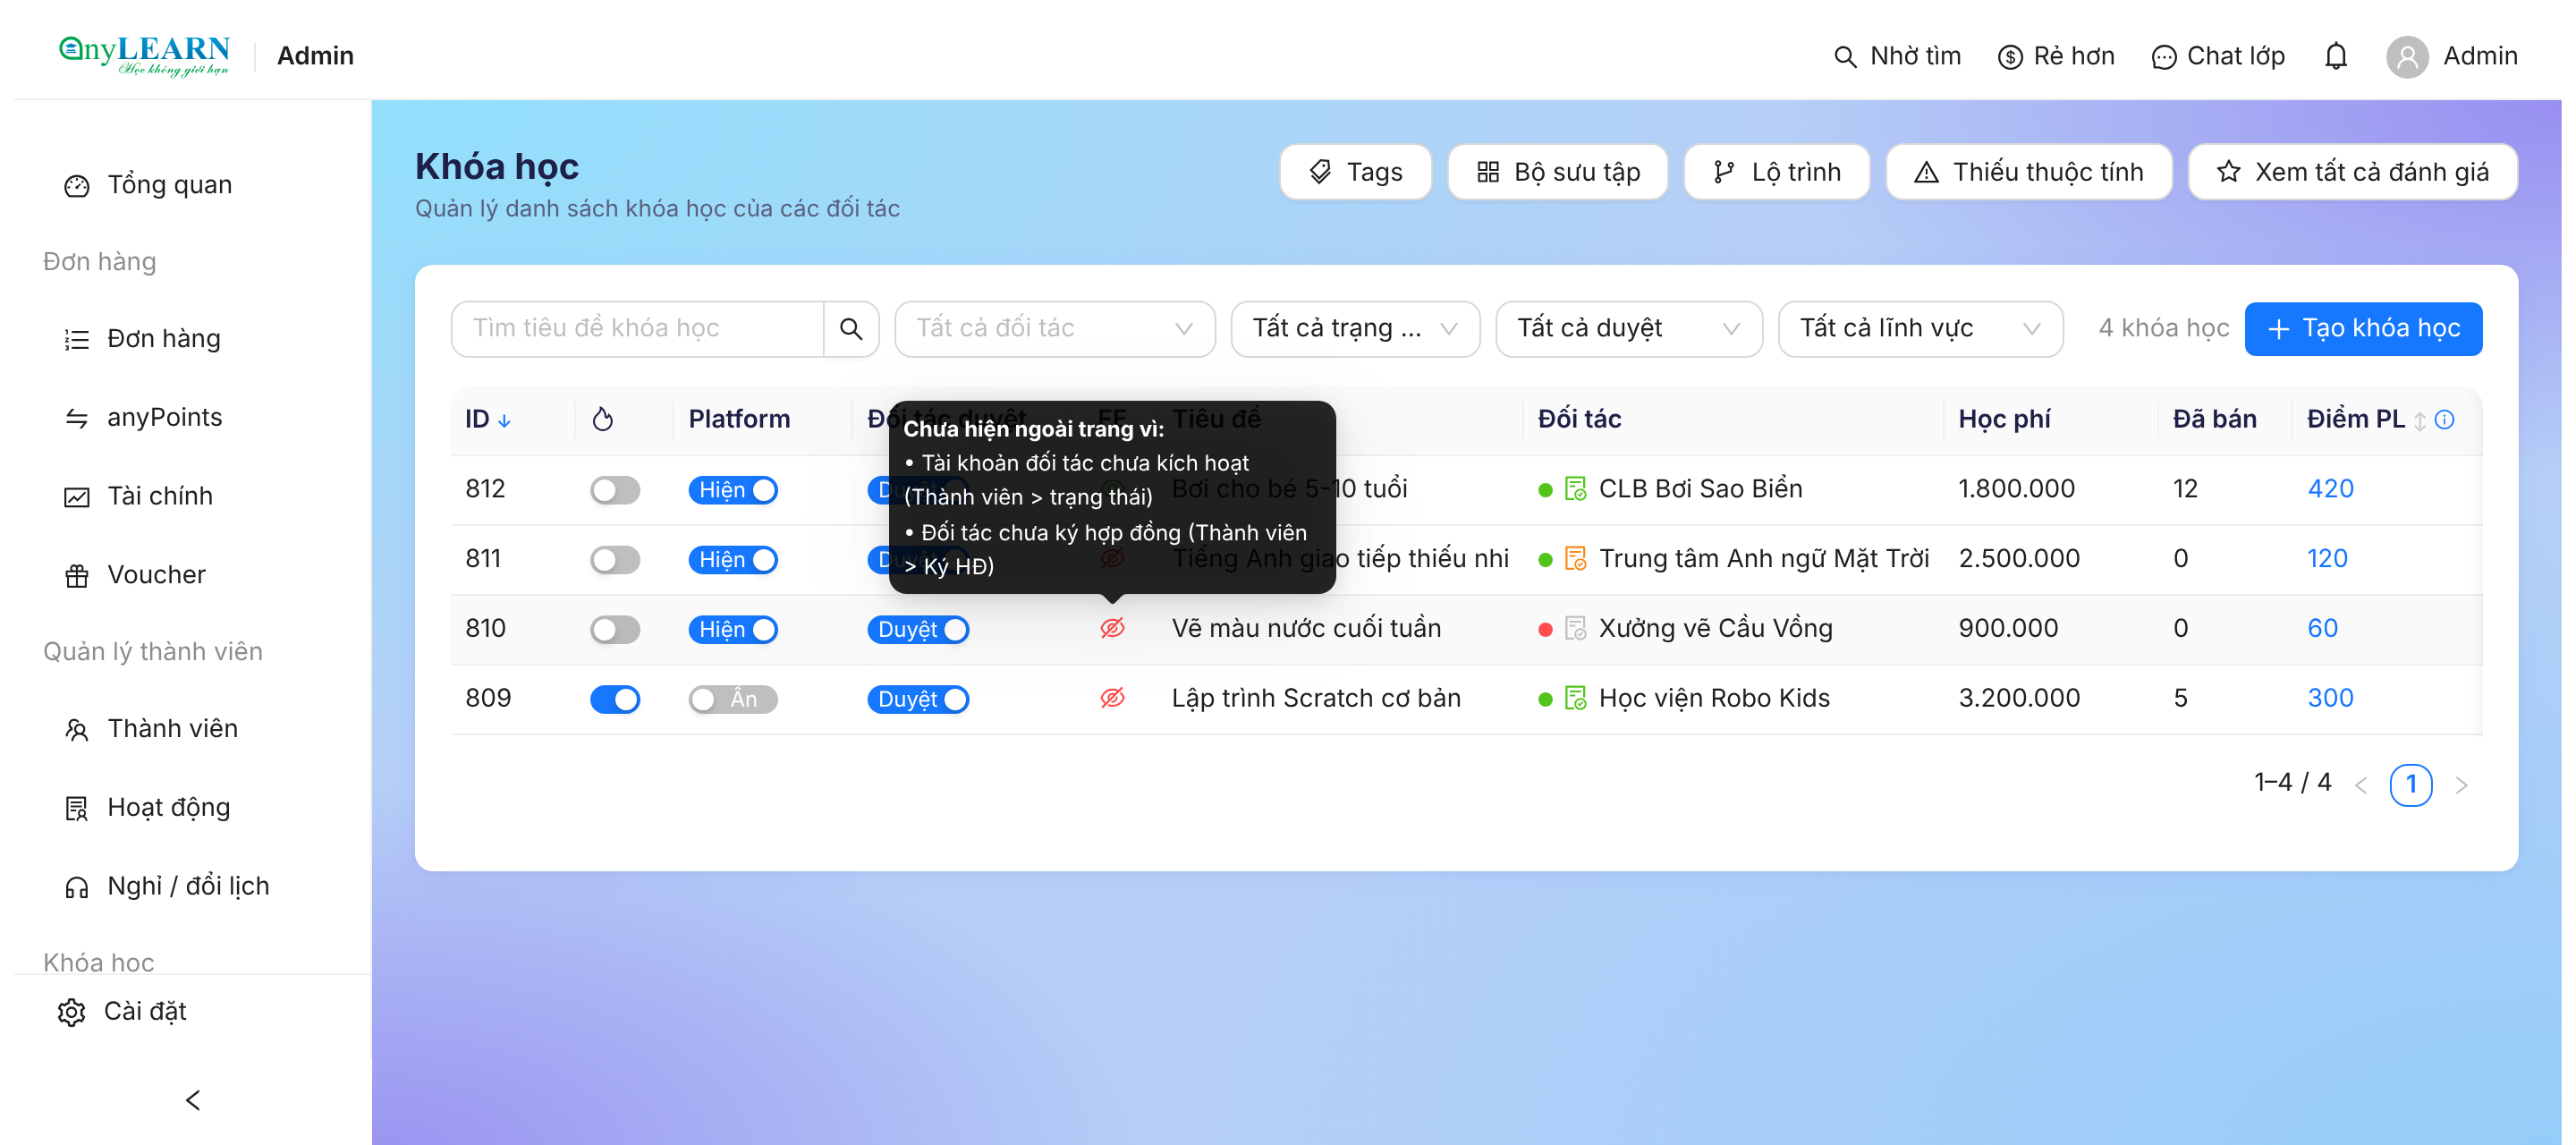 anyLEARN
Học không giới hạn
Admin
Nhờ tìm
Rẻ hơn
Chat lớp
Admin
Tổng quan
Đơn hàng
Đơn hàng
anyPoints
Tài chính
Voucher
Quản lý thành viên
Thành viên
Hoạt động
Nghỉ / đổi lịch
Khóa học
Cài đặt
Khóa học
Quản lý danh sách khóa học của các đối tác
Tags
Bộ sưu tập
Lộ trình
Thiếu thuộc tính
Xem tất cả đánh giá
Tìm tiêu đề khóa học
Tất cả đối tác
Tất cả trạng ...
Tất cả duyệt
Tất cả lĩnh vực
4 khóa học
Tạo khóa học
ID Platform Đối tác duyệt FE Tiêu đề Đối tác Học phí Đã bán Điểm PL
Chưa hiện ngoài trang vì:
• Tài khoản đối tác chưa kích hoạt
(Thành viên > trạng thái)
• Đối tác chưa ký hợp đồng (Thành viên
> Ký HĐ)
812 Hiện Duyệt Bơi cho bé 5-10 tuổi CLB Bơi Sao Biển 1.800.000 12 420
811 Hiện Duyệt Tiếng Anh giao tiếp thiếu nhi Trung tâm Anh ngữ Mặt Trời 2.500.000 0 120
810 Hiện Duyệt Vẽ màu nước cuối tuần Xưởng vẽ Cầu Vồng 900.000 0 60
809 Ẩn Duyệt Lập trình Scratch cơ bản Học viện Robo Kids 3.200.000 5 300
1–4 / 4
1